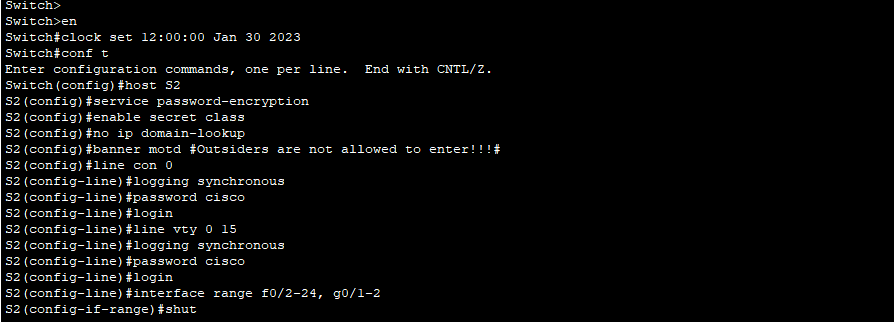 Switch>
Switch>en
Switch#clock set 12:00:00 Jan 30 2023
Switch#conf t
Enter configuration commands, one per line.  End with CNTL/Z.
Switch(config)#host S2
S2(config)#service password-encryption
S2(config)#enable secret class
S2(config)#no ip domain-lookup
S2(config)#banner motd #Outsiders are not allowed to enter!!!#
S2(config)#line con 0
S2(config-line)#logging synchronous
S2(config-line)#password cisco
S2(config-line)#login
S2(config-line)#line vty 0 15
S2(config-line)#logging synchronous
S2(config-line)#password cisco
S2(config-line)#login
S2(config-line)#interface range f0/2-24, g0/1-2
S2(config-if-range)#shut